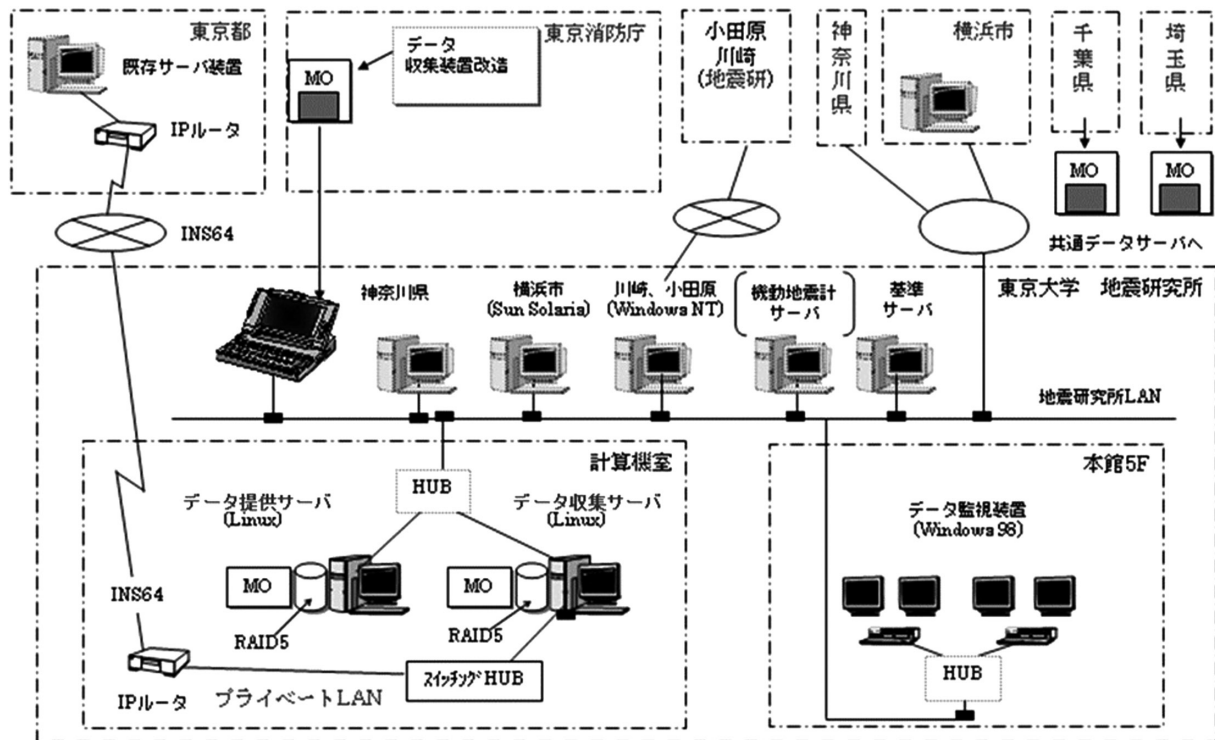 東京都
既存サーバ装置
IPルータ
INS64
東京消防庁
MO
データ
収集装置改造
小田原
川崎
(地震研)
神奈川県
横浜市
千葉県
埼玉県
MO
MO
共通データサーバへ
東京大学 地震研究所
神奈川県
横浜市
(Sun Solaris)
川崎、小田原
(Windows NT)
機動地震計
サーバ
基準
サーバ
地震研究所LAN
計算機室
HUB
データ提供サーバ
(Linux)
データ収集サーバ
(Linux)
MO
MO
RAID5
RAID5
INS64
IPルータ
プライベートLAN
スイッチングHUB
本館5F
データ監視装置
(Windows 98)
HUB